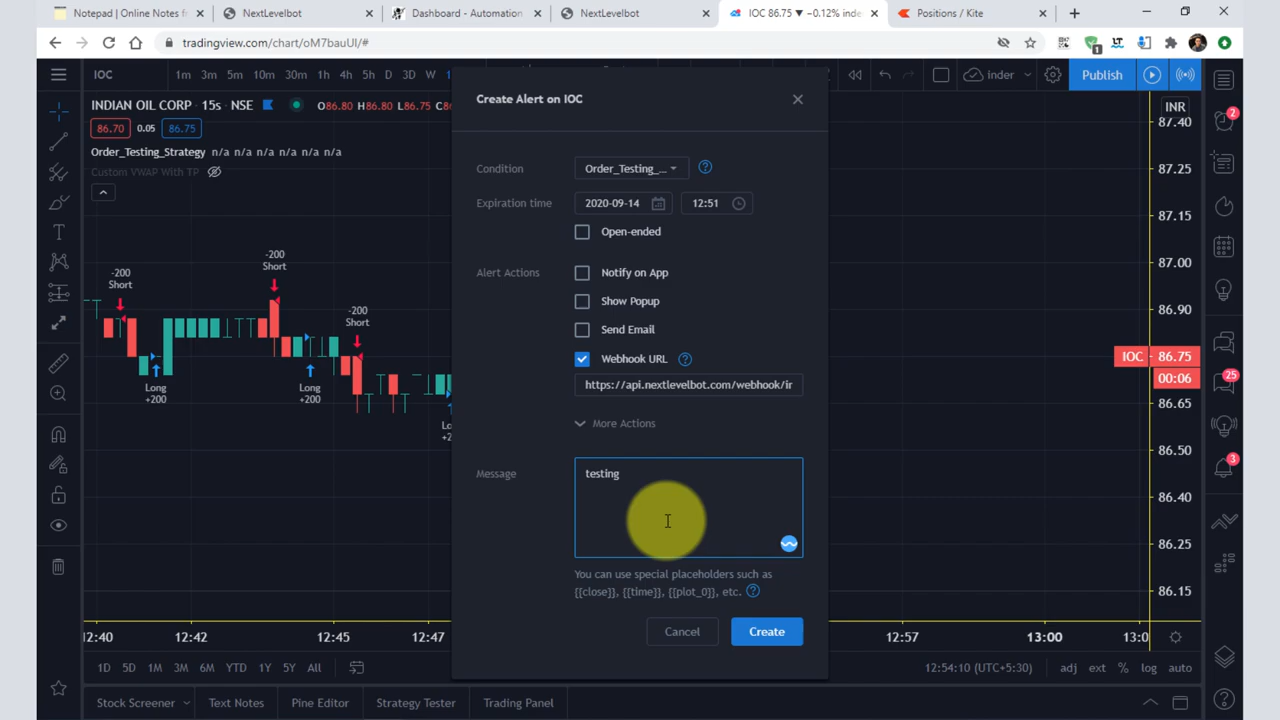 Notepad | Online Notes f
NextLevelbot
Dashboard - Automation
NextLevelbot
IOC 86.75 ▼ −0.12% inde
Positions / Kite
tradingview.com/chart/oM7bauUI/#
IOC
1m 3m 5m 10m 30m 1h 4h D 3D W
inder
Publish
Create Alert on IOC
INDIAN OIL CORP · 15s · NSE
O86.80 H86.80 L86.75
INR
86.70 0.05 86.75
87.40
Order_Testing_Strategy n/a n/a n/a n/a n/a
Custom VWAP With TP
Condition
Order_Testing_...
87.25
Expiration time
2020-09-14
12:51
87.15
Open-ended
-200
Short
-200
Short
-200
Short
Long
+200
Long
+200
Alert Actions
Notify on App
87.00
Show Popup
86.90
Send Email
Webhook URL
IOC 86.75
00:06
https://api.nextlevelbot.com/webhook/ir
86.65
More Actions
86.50
Message
testing
86.40
86.25
You can use special placeholders such as
{{close}}, {{time}}, {{plot_0}}, etc.
86.15
Cancel
Create
12:40 12:42 12:45 12:47 12:57 13:00 13:0
1D 5D 1M 3M 6M YTD 1Y 5Y All
12:54:10 (UTC+5:30)
adj ext % log auto
Stock Screener
Text Notes
Pine Editor
Strategy Tester
Trading Panel
1
2
25
3